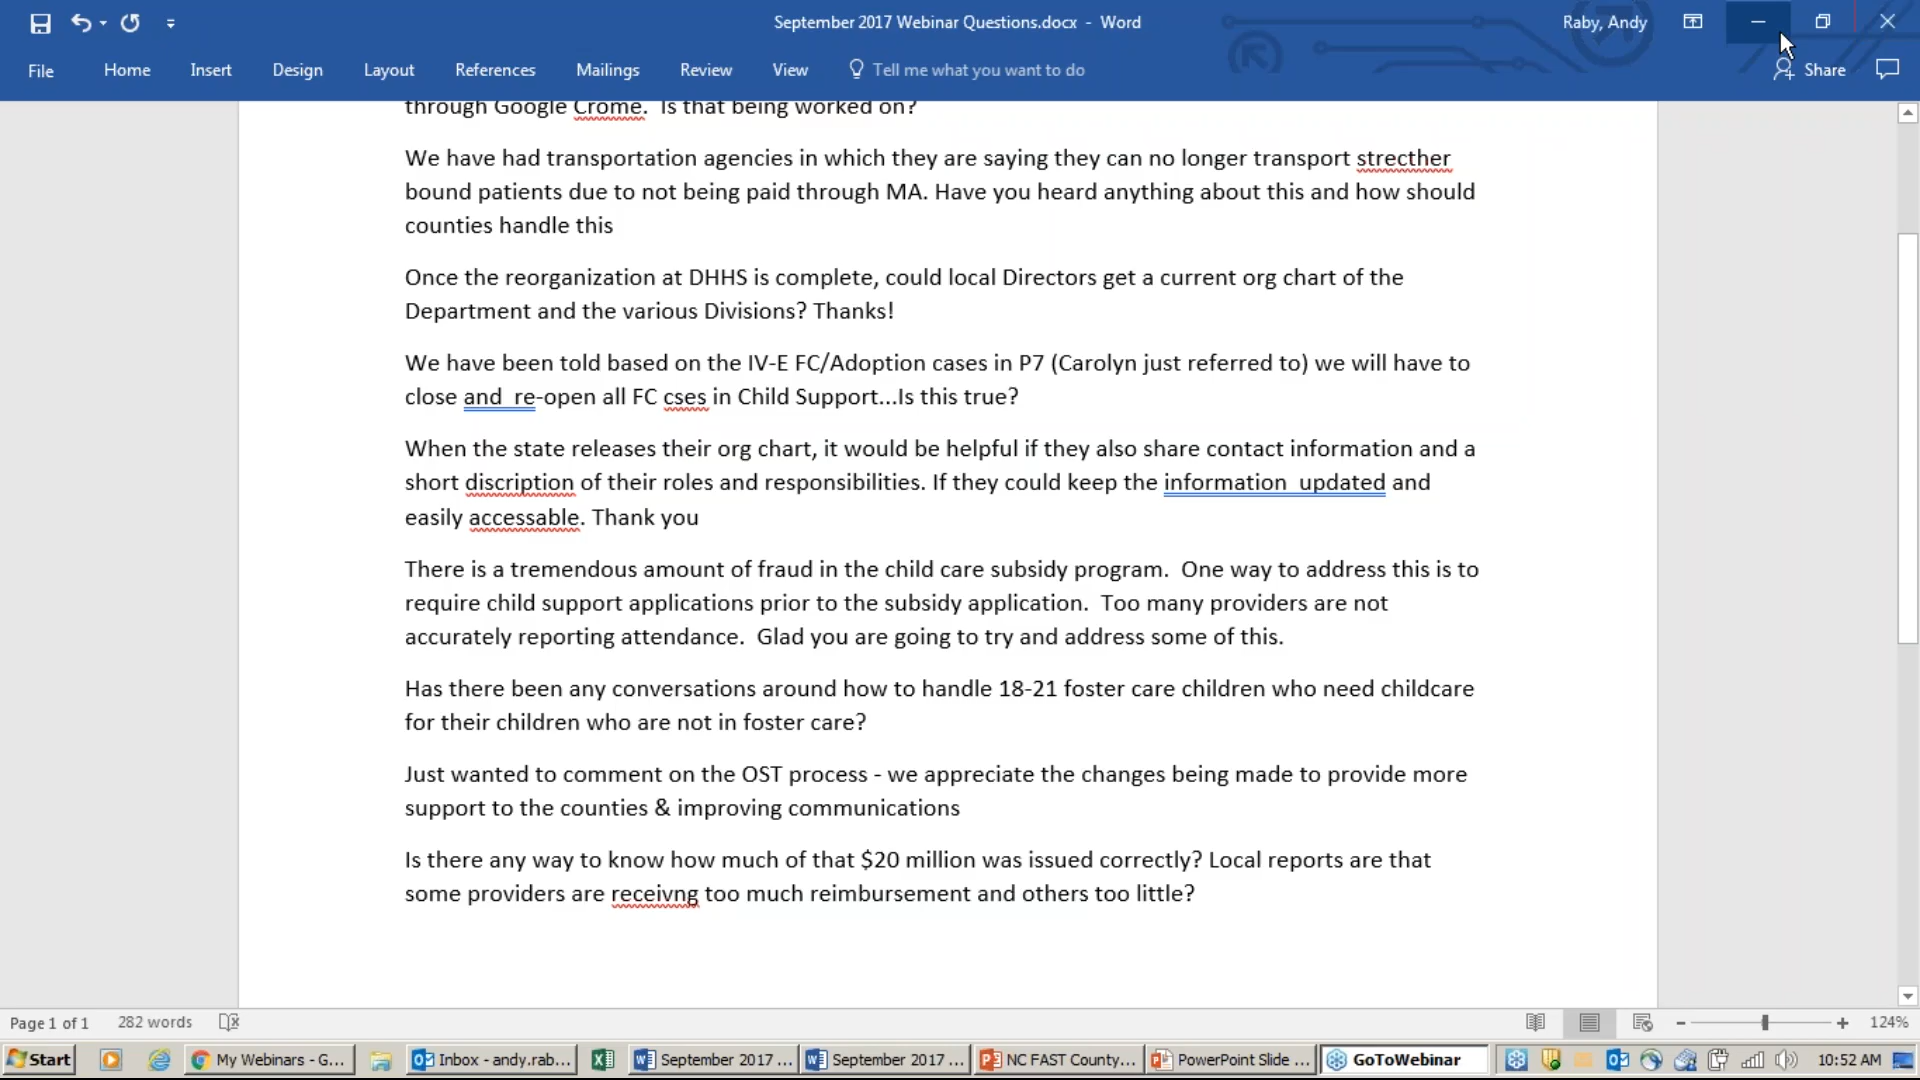 September 2017 Webinar Questions.docx - Word
Raby, Andy
File Home Insert Design Layout References Mailings Review View Tell me what you want to do Share
through Google Crome. Is that being worked on?
We have had transportation agencies in which they are saying they can no longer transport strecther
bound patients due to not being paid through MA. Have you heard anything about this and how should
counties handle this
Once the reorganization at DHHS is complete, could local Directors get a current org chart of the
Department and the various Divisions? Thanks!
We have been told based on the IV-E FC/Adoption cases in P7 (Carolyn just referred to) we will have to
close and re-open all FC cses in Child Support...Is this true?
When the state releases their org chart, it would be helpful if they also share contact information and a
short discription of their roles and responsibilities. If they could keep the information updated and
easily accessable. Thank you
There is a tremendous amount of fraud in the child care subsidy program. One way to address this is to
require child support applications prior to the subsidy application. Too many providers are not
accurately reporting attendance. Glad you are going to try and address some of this.
Has there been any conversations around how to handle 18-21 foster care children who need childcare
for their children who are not in foster care?
Just wanted to comment on the OST process - we appreciate the changes being made to provide more
support to the counties & improving communications
Is there any way to know how much of that $20 million was issued correctly? Local reports are that
some providers are receivng too much reimbursement and others too little?
Page 1 of 1 282 words 124%
Start My Webinars - G... Inbox - andy.rab... September 2017 ... September 2017 ... NC FAST County... PowerPoint Slide ... GoToWebinar 10:52 AM